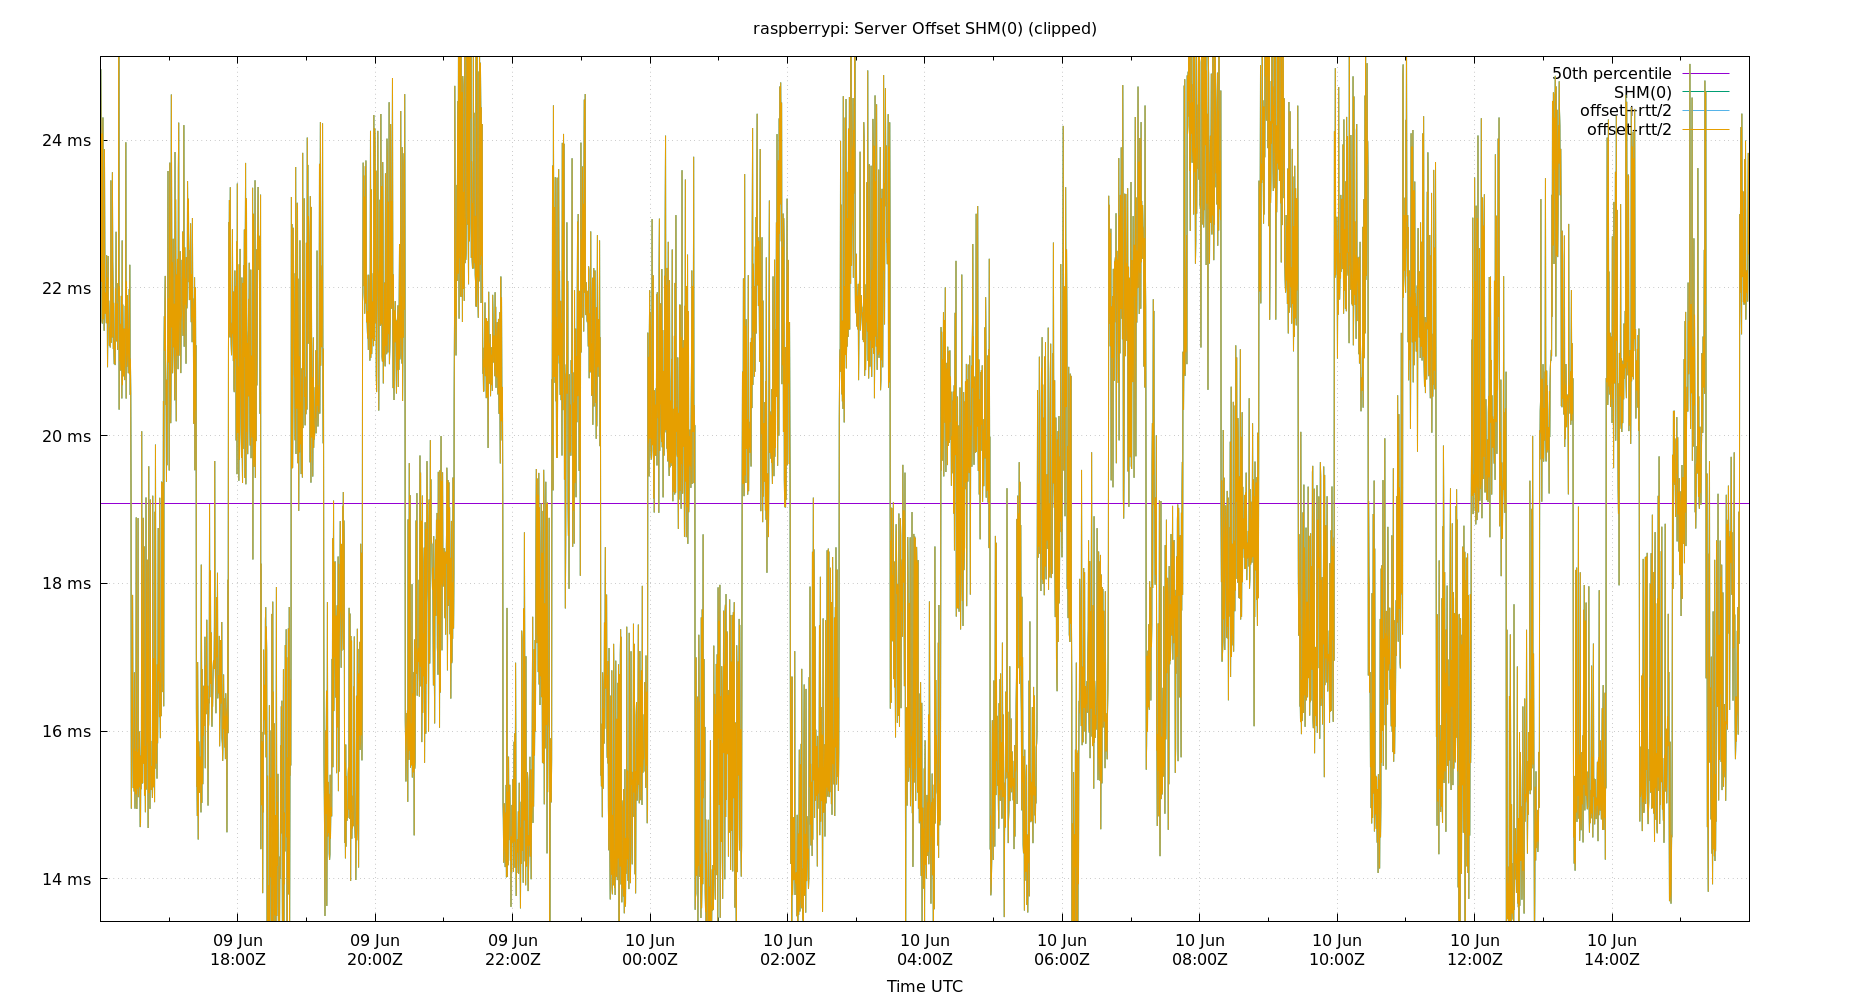 raspberrypi: Server Offset SHM(0) (clipped)
50th percentile
SHM(0)
offset+rtt/2
offset-rtt/2
24 ms
22 ms
20 ms
18 ms
16 ms
14 ms
09 Jun 09 Jun 09 Jun 10 Jun 10 Jun 10 Jun 10 Jun 10 Jun 10 Jun 10 Jun 10 Jun
18:00Z 20:00Z 22:00Z 00:00Z 02:00Z 04:00Z 06:00Z 08:00Z 10:00Z 12:00Z 14:00Z
Time UTC